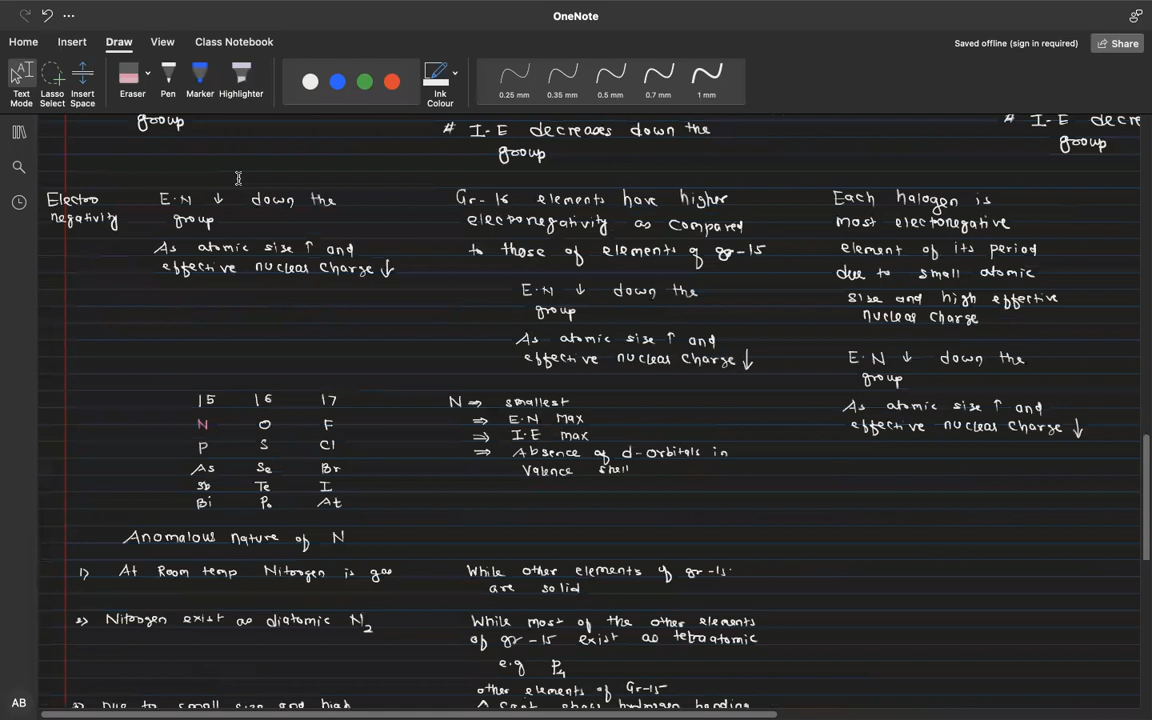 OneNote
Home Insert Draw View Class Notebook
Saved offline (sign in required) Share
Text Mode
Lasso Select
Insert Space
Eraser
Pen
Marker
Highlighter
Ink Colour
0.25 mm 0.35 mm 0.5 mm 0.7 mm 1 mm
group
# I-E decreases down the
group
# I-E decre
group
Electro
negativity
E.N ↓ down the
group
As atomic size ↑ and
effective nuclear charge ↓
Gr-16 elements have higher
electronegativity as compared
to those of elements of gr-15
E.N ↓ down the
group
As atomic size ↑ and
effective nuclear charge ↓
Each halogen is
most electronegative
element of its period
due to small atomic
size and high effective
nuclear charge
E.N ↓ down the
group
As atomic size ↑ and
effective nuclear charge ↓
15 16 17
N O F
P S Cl
As Se Br
Sb Te I
Bi Po At
N ⇒ smallest
⇒ E.N Max
⇒ I.E max
⇒ Absence of d-orbitals in
Valence shell
Anomalous nature of N
1) At Room temp Nitrogen is gas
While other elements of gr-15
are solid
2) Nitrogen exist as diatomic N₂
While most of the other elements
of gr-15 exist as tetraatomic
e.g P₄
other elements of Gr-15
Due to small size and high
hydrogen bonding
AB